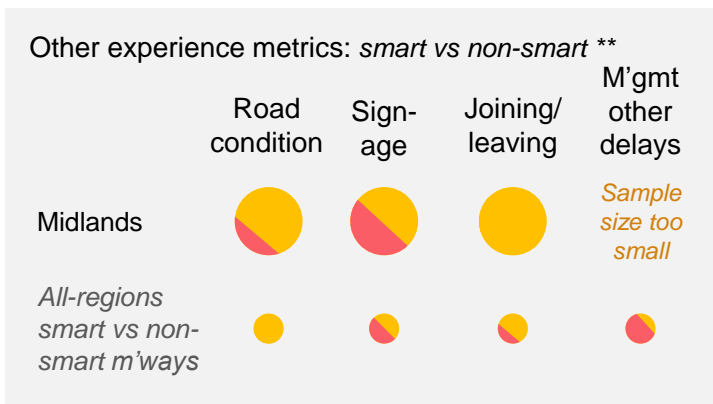 Other experience metrics: smart vs non-smart **
Road
condition
Sign-
age
Joining/
leaving
M’gmt
other
delays
Midlands
Sample
size too
small
All-regions
smart vs non-
smart m’ways